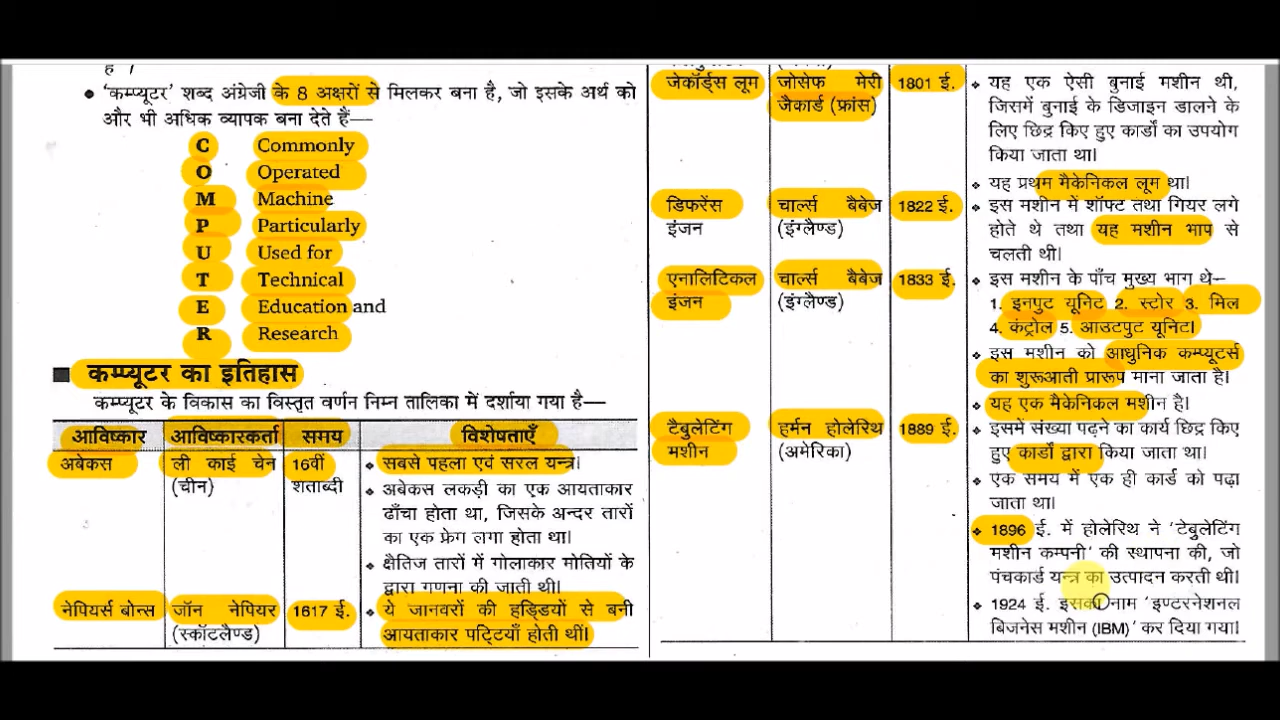 है ।
'कम्प्यूटर' शब्द अंग्रेजी के 8 अक्षरों से मिलकर बना है, जो इसके अर्थ को
और भी अधिक व्यापक बना देते हैं—
C Commonly
O Operated
M Machine
P Particularly
U Used for
T Technical
E Education and
R Research
कम्प्यूटर का इतिहास
कम्प्यूटर के विकास का विस्तृत वर्णन निम्न तालिका में दर्शाया गया है—
आविष्कार आविष्कारकर्ता समय विशेषताएँ
अबेकस ली काई चेन 16वीं सबसे पहला एवं सरल यन्त्र।
(चीन) शताब्दी अबेकस लकड़ी का एक आयताकार
ढाँचा होता था, जिसके अन्दर तारों
का एक फ्रेग लगा होता था।
क्षैतिज तारों में गोलाकार मोतियों के
द्वारा गणना की जाती थी।
नेपियर्स बोन्स जॉन नेपियर 1617 ई. ये जानवरों की हड्डियों से बनी
(स्कॉटलैण्ड) आयताकार पट्टियाँ होती थीं।
जेकॉर्ड्स लूम जोसेफ मेरी 1801 ई. यह एक ऐसी बुनाई मशीन थी,
जैकार्ड (फ्रांस) जिसमें बुनाई के डिजाइन डालने के
लिए छिद्र किए हुए कार्डों का उपयोग
किया जाता था।
यह प्रथम मैकेनिकल लूम था।
डिफरेंस चार्ल्स बैबेज 1822 ई. इस मशीन में शॉफ्ट तथा गियर लगे
इंजन (इंग्लैण्ड) होते थे तथा यह मशीन भाप से
चलती थी।
एनालिटिकल चार्ल्स बैबेज 1833 ई. इस मशीन के पाँच मुख्य भाग थे–
इंजन (इंग्लैण्ड) 1. इनपुट यूनिट 2. स्टोर 3. मिल
4. कंट्रोल 5. आउटपुट यूनिट।
इस मशीन को आधुनिक कम्प्यूटर्स
का शुरूआती प्रारूप माना जाता है।
यह एक मैकेनिकल मशीन है।
टैबुलेटिंग हर्मन होलेरिथ 1889 ई. इसमें संख्या पढ़ने का कार्य छिद्र किए
मशीन (अमेरिका) हुए कार्डों द्वारा किया जाता था।
एक समय में एक ही कार्ड को पढ़ा
जाता था।
1896 ई. में होलेरिथ ने 'टेबुलेटिंग
मशीन कम्पनी' की स्थापना की, जो
पंचकार्ड यन्त्र का उत्पादन करती थी।
1924 ई. इसका नाम 'इण्टरनेशनल
बिजनेस मशीन (IBM)' कर दिया गया।